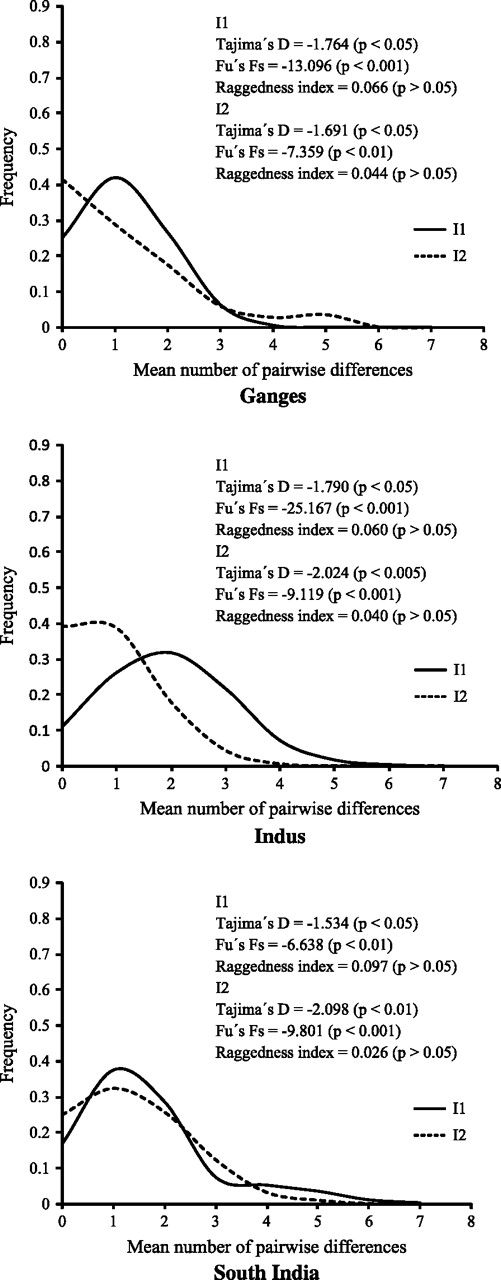 0.9
0.8
0.7
0.6
0.5
0.4
0.3
0.2
0.1
0
Frequency
I1
Tajima´s D = -1.764 (p < 0.05)
Fu´s Fs = -13.096 (p < 0.001)
Raggedness index = 0.066 (p > 0.05)
I2
Tajima´s D = -1.691 (p < 0.05)
Fu´s Fs = -7.359 (p < 0.01)
Raggedness index = 0.044 (p > 0.05)
I1
I2
0 1 2 3 4 5 6 7 8
Mean number of pairwise differences
Ganges
0.9
0.8
0.7
0.6
0.5
0.4
0.3
0.2
0.1
0
Frequency
I1
Tajima´s D = -1.790 (p < 0.05)
Fu´s Fs = -25.167 (p < 0.001)
Raggedness index = 0.060 (p > 0.05)
I2
Tajima´s D = -2.024 (p < 0.005)
Fu´s Fs = -9.119 (p < 0.001)
Raggedness index = 0.040 (p > 0.05)
I1
I2
0 1 2 3 4 5 6 7 8
Mean number of pairwise differences
Indus
0.9
0.8
0.7
0.6
0.5
0.4
0.3
0.2
0.1
0
Frequency
I1
Tajima´s D = -1.534 (p < 0.05)
Fu´s Fs = -6.638 (p < 0.01)
Raggedness index = 0.097 (p > 0.05)
I2
Tajima´s D = -2.098 (p < 0.01)
Fu´s Fs = -9.801 (p < 0.001)
Raggedness index = 0.026 (p > 0.05)
I1
I2
0 1 2 3 4 5 6 7 8
Mean number of pairwise differences
South India